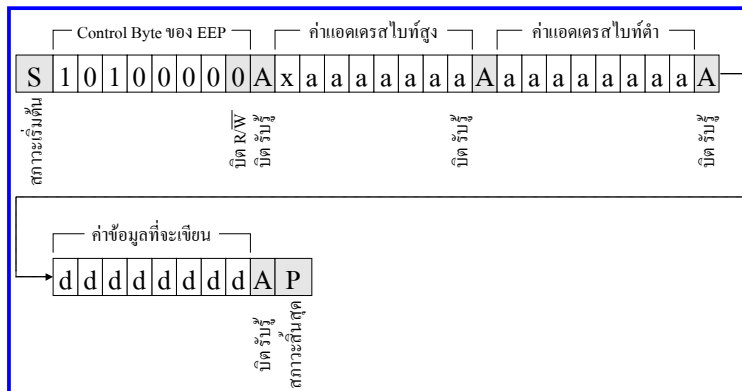 Control Byte ของ EEP ค่าแอดเดรสไบท์สูง ค่าแอดเดรสไบท์ต่ำ
S 1 0 1 0 0 0 0 0 A x a a a a a a a A a a a a a a a a A
สภาวะเริ่มต้น บิต R/W บิต รับรู้ บิต รับรู้ บิต รับรู้
ค่าข้อมูลที่จะเขียน
d d d d d d d d A P
บิต รับรู้ สภาวะสิ้นสุด